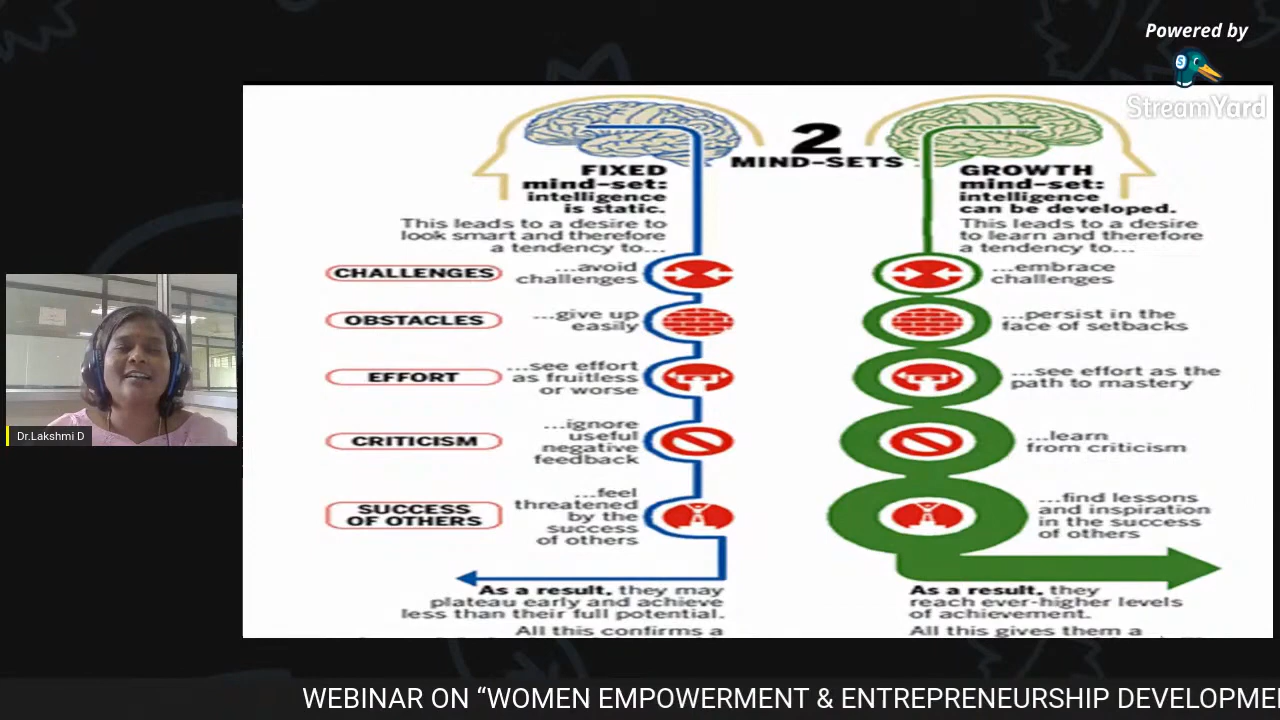 Powered by
StreamYard
2
MIND-SETS
FIXED
mind-set:
intelligence
is static.
This leads to a desire to
look smart and therefore
a tendency to...
GROWTH
mind-set:
intelligence
can be developed.
This leads to a desire
to learn and therefore
a tendency to...
CHALLENGES
...avoid
challenges
...embrace
challenges
OBSTACLES
...give up
easily
...persist in the
face of setbacks
EFFORT
...see effort
as fruitless
or worse
...see effort as the
path to mastery
CRITICISM
...ignore
useful
negative
feedback
...learn
from criticism
SUCCESS
OF OTHERS
...feel
threatened
by the
success
of others
...find lessons
and inspiration
in the success
of others
As a result, they may
plateau early and achieve
less than their full potential.
All this confirms a
As a result, they
reach ever-higher levels
of achievement.
All this gives them a
Dr.Lakshmi D
WEBINAR ON “WOMEN EMPOWERMENT & ENTREPRENEURSHIP DEVELOPME